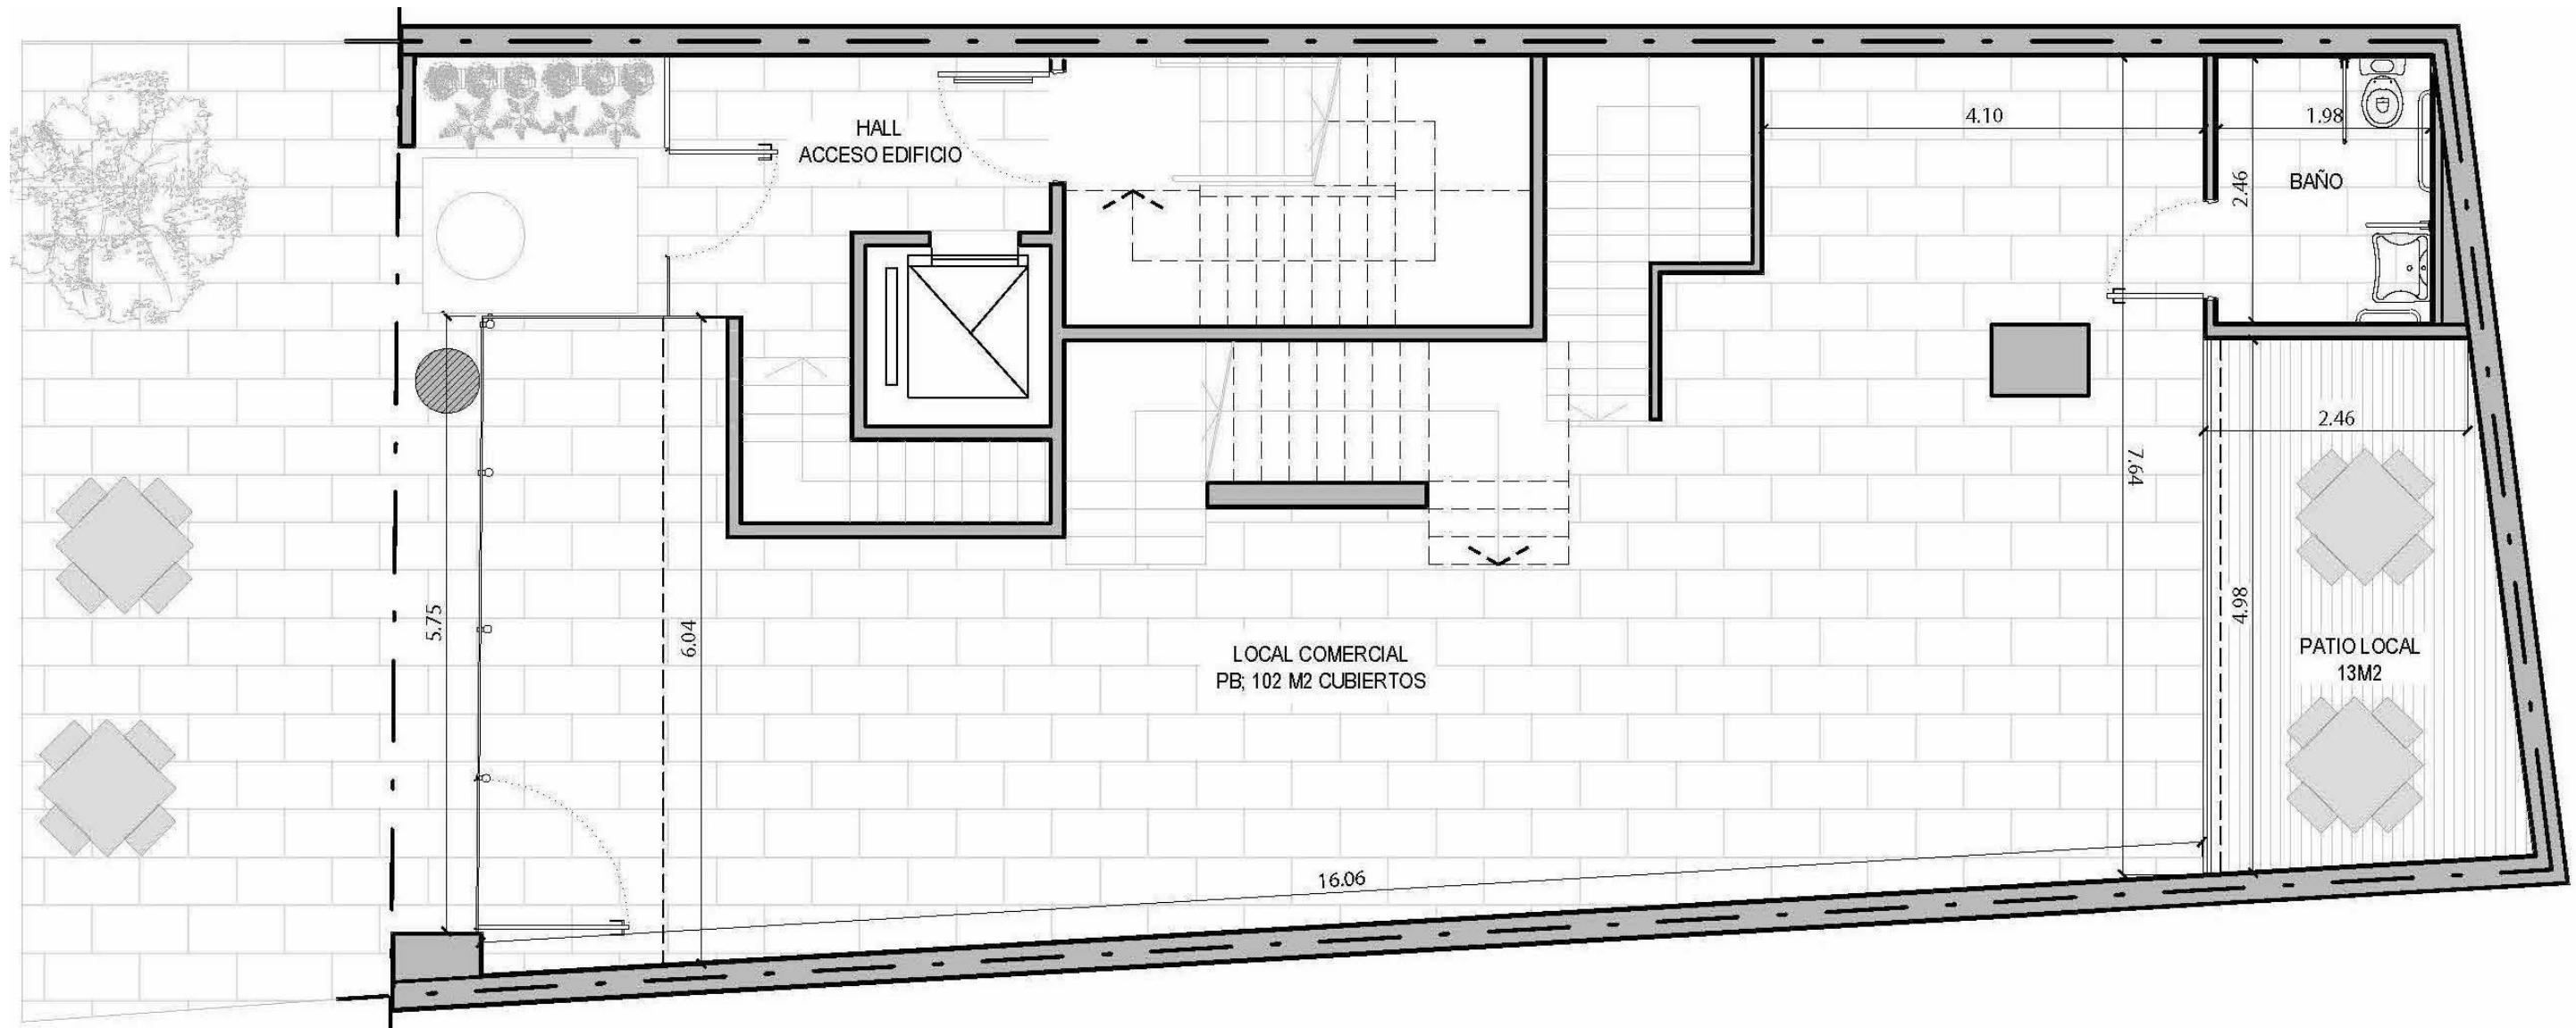 HALL
ACCESO EDIFICIO
4.10
1.98
2.46
BAÑO
2.46
7.64
5.75
6.04
4.98
LOCAL COMERCIAL
PB; 102 M2 CUBIERTOS
PATIO LOCAL
13M2
16.06